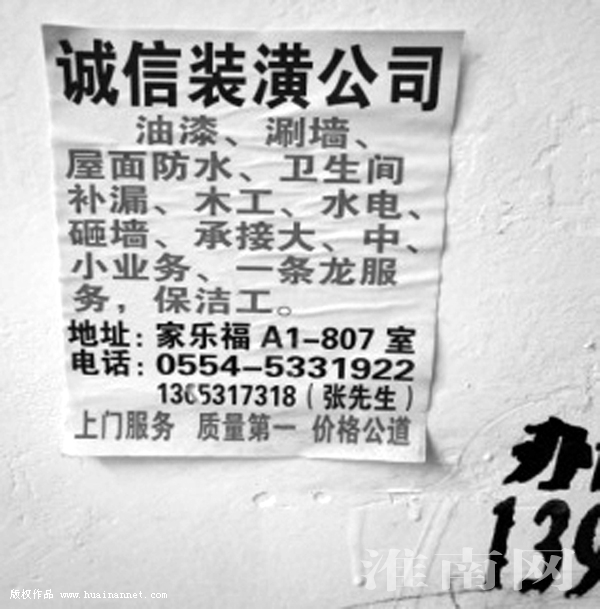 诚信装潢公司
油漆、涮墙、
屋面防水、卫生间
补漏、木工、水电、
砸墙、承接大、中、
小业务、一条龙服
务，保洁工。
地址：家乐福 A1-807 室
电话：0554-5331922
13653317318（张先生）
上门服务 质量第一 价格公道
办
139
淮南网
版权作品 www.huainannet.com